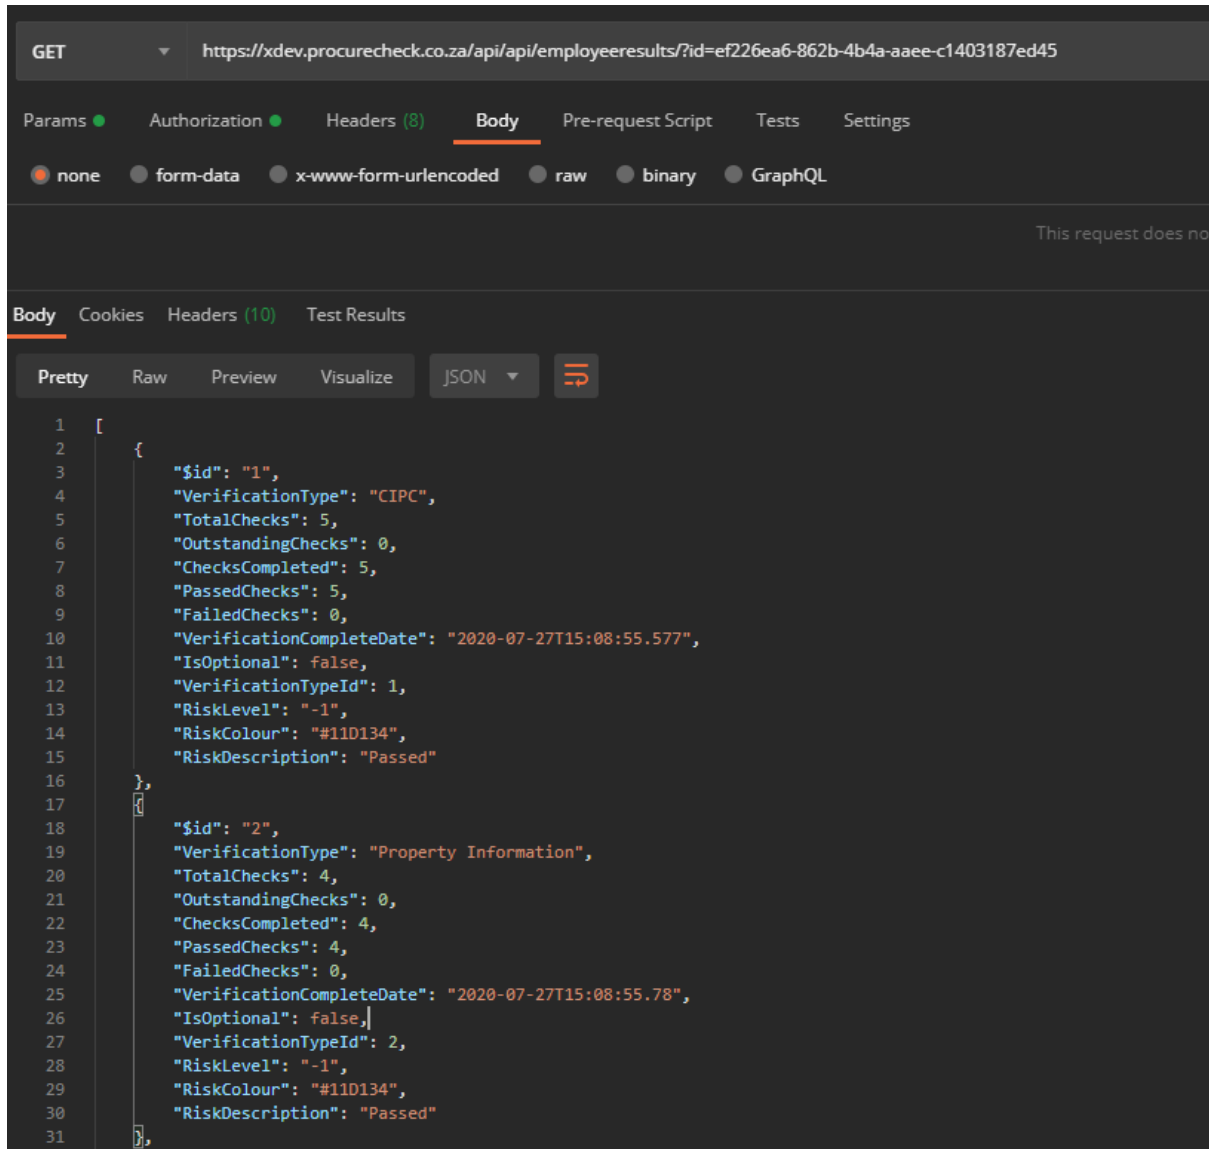 GET https://xdev.procurecheck.co.za/api/api/employeeresults/?id=ef226ea6-862b-4b4a-aaee-c1403187ed45
Params Authorization Headers (8) Body Pre-request Script Tests Settings
none form-data x-www-form-urlencoded raw binary GraphQL
This request does no
Body Cookies Headers (10) Test Results
Pretty Raw Preview Visualize JSON
1 [
2 {
3 "$id": "1",
4 "VerificationType": "CIPC",
5 "TotalChecks": 5,
6 "OutstandingChecks": 0,
7 "ChecksCompleted": 5,
8 "PassedChecks": 5,
9 "FailedChecks": 0,
10 "VerificationCompleteDate": "2020-07-27T15:08:55.577",
11 "IsOptional": false,
12 "VerificationTypeId": 1,
13 "RiskLevel": "-1",
14 "RiskColour": "#11D134",
15 "RiskDescription": "Passed"
16 },
17 {
18 "$id": "2",
19 "VerificationType": "Property Information",
20 "TotalChecks": 4,
21 "OutstandingChecks": 0,
22 "ChecksCompleted": 4,
23 "PassedChecks": 4,
24 "FailedChecks": 0,
25 "VerificationCompleteDate": "2020-07-27T15:08:55.78",
26 "IsOptional": false,
27 "VerificationTypeId": 2,
28 "RiskLevel": "-1",
29 "RiskColour": "#11D134",
30 "RiskDescription": "Passed"
31 },